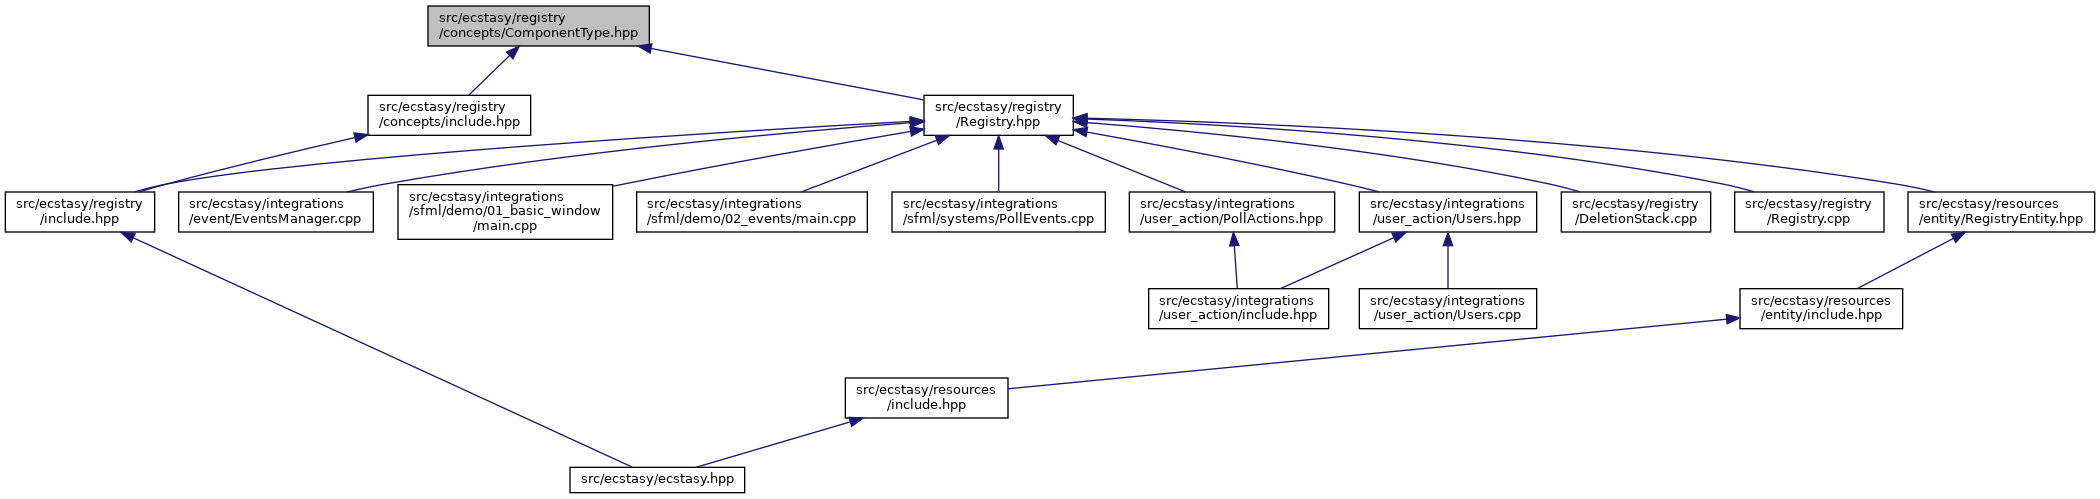 src/ecstasy/registry
/concepts/ComponentType.hpp
src/ecstasy/registry
/concepts/include.hpp
src/ecstasy/registry
/Registry.hpp
src/ecstasy/registry
/include.hpp
src/ecstasy/integrations
/event/EventsManager.cpp
src/ecstasy/integrations
/sfml/demo/01_basic_window
/main.cpp
src/ecstasy/integrations
/sfml/demo/02_events/main.cpp
src/ecstasy/integrations
/sfml/systems/PollEvents.cpp
src/ecstasy/integrations
/user_action/PollActions.hpp
src/ecstasy/integrations
/user_action/Users.hpp
src/ecstasy/registry
/DeletionStack.cpp
src/ecstasy/registry
/Registry.cpp
src/ecstasy/resources
/entity/RegistryEntity.hpp
src/ecstasy/integrations
/user_action/include.hpp
src/ecstasy/integrations
/user_action/Users.cpp
src/ecstasy/resources
/entity/include.hpp
src/ecstasy/resources
/include.hpp
src/ecstasy/ecstasy.hpp